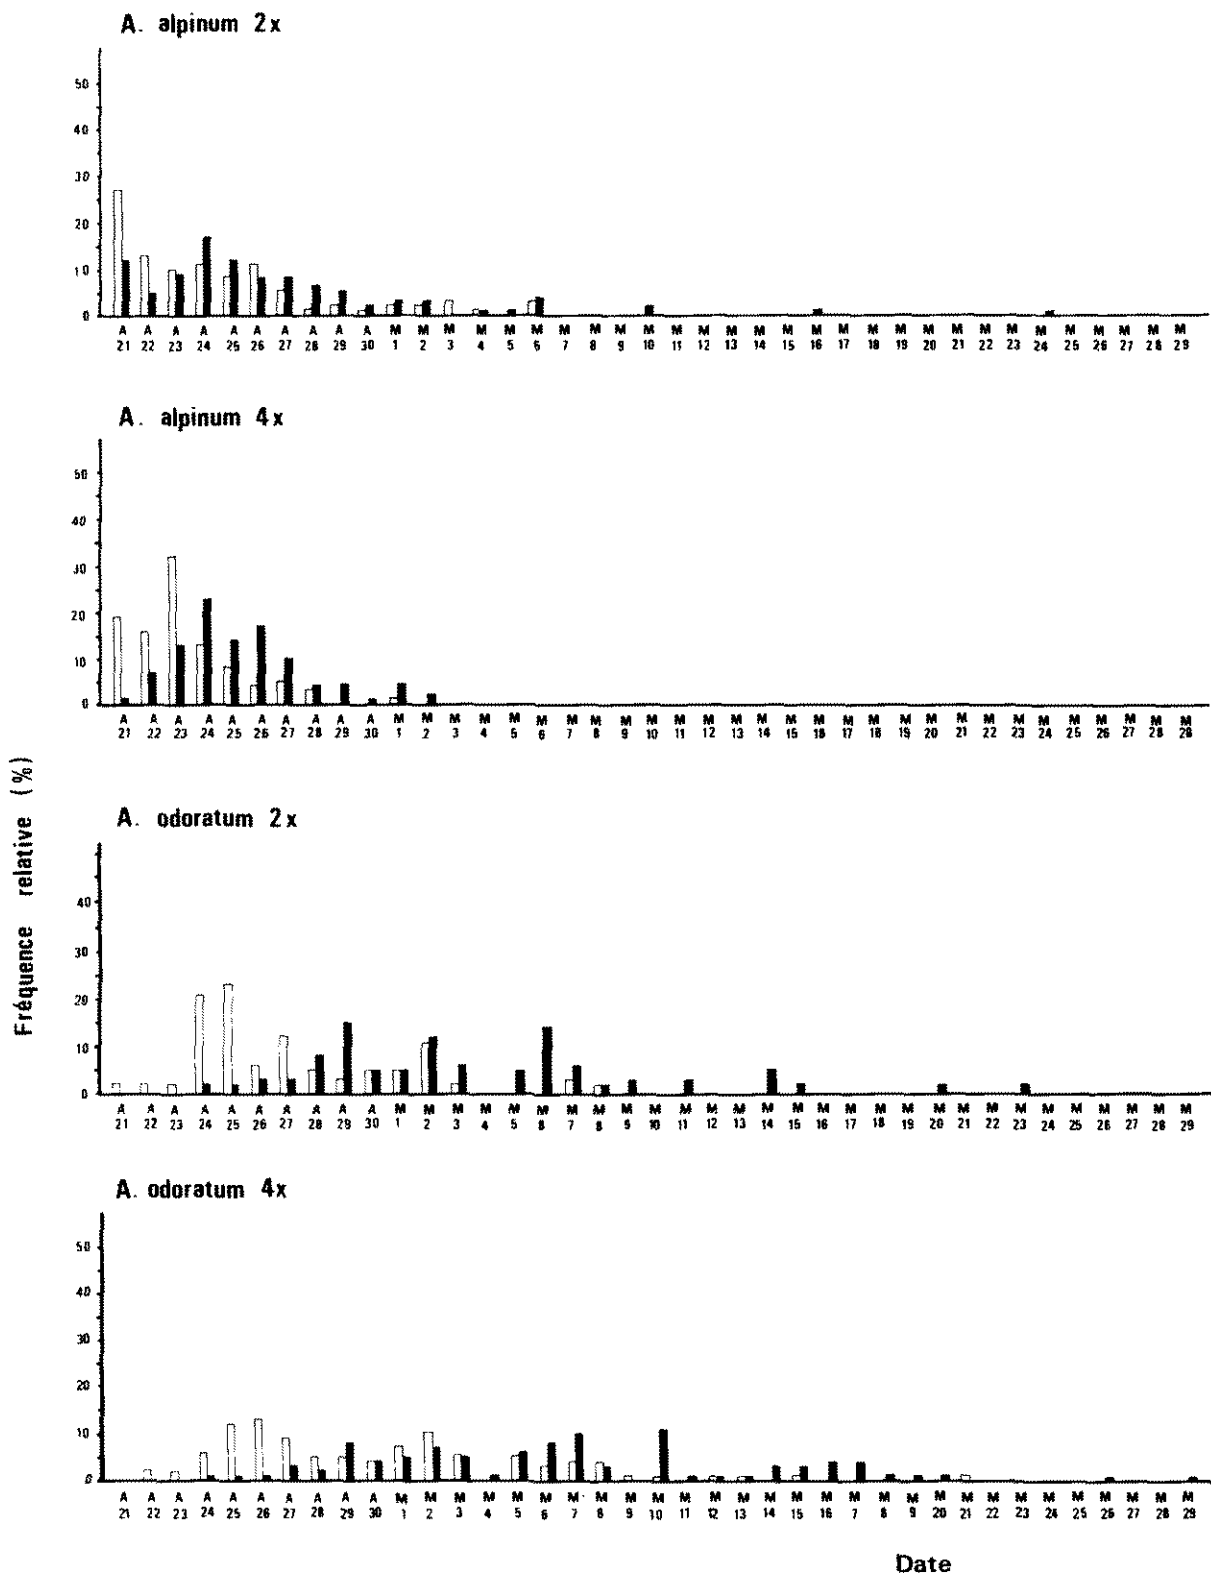 A. alpinum 2x
50
40
30
20
10
0
A A A A A A A A A A M M M M M M M M M M M M M M M M M M M M M M M M M M M M M
21 22 23 24 25 26 27 28 29 30 1 2 3 4 5 6 7 8 9 10 11 12 13 14 15 16 17 18 19 20 21 22 23 24 25 26 27 28 29
A. alpinum 4x
50
40
30
20
10
0
A A A A A A A A A A M M M M M M M M M M M M M M M M M M M M M M M M M M M M M
21 22 23 24 25 26 27 28 29 30 1 2 3 4 5 6 7 8 9 10 11 12 13 14 15 16 17 18 19 20 21 22 23 24 25 26 27 28
A. odoratum 2x
40
30
20
10
0
A A A A A A A A A A M M M M M M M M M M M M M M M M M M M M M M M M M M M M M
21 22 23 24 25 26 27 28 29 30 1 2 3 4 5 6 7 8 9 10 11 12 13 14 15 16 17 18 19 20 21 22 23 24 25 26 27 28 29
A. odoratum 4x
50
40
30
20
10
0
A A A A A A A A A A M M M M M M M M M M M M M M M M M M M M M M M M M M M M M
21 22 23 24 25 26 27 28 29 30 1 2 3 4 5 6 7 8 9 10 11 12 13 14 15 16 7 8 9 20 21 22 23 24 25 26 27 28 29
Fréquence relative (%)
Date